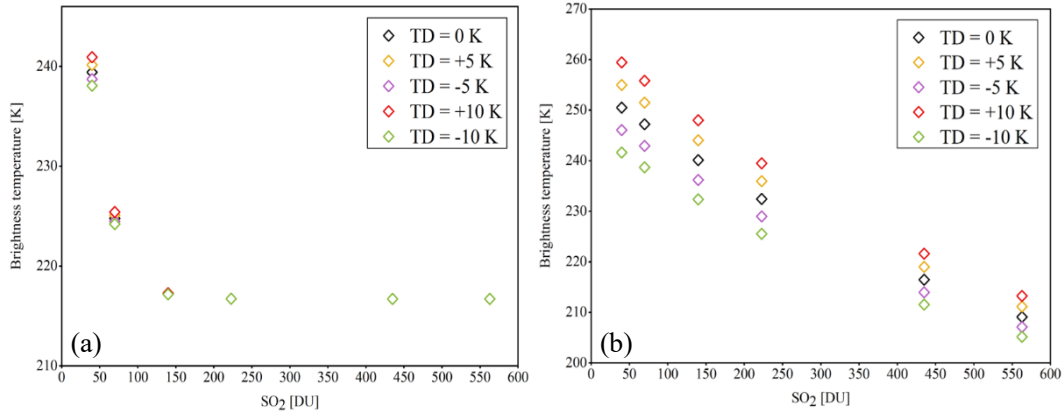 TD = 0 K
TD = +5 K
TD = -5 K
TD = +10 K
TD = -10 K
240
230
220
210
Brightness temperature [K]
(a)
0 50 100 150 200 250 300 350 400 450 500 550 600
SO2 [DU]
TD = 0 K
TD = +5 K
TD = -5 K
TD = +10 K
TD = -10 K
270
260
250
240
230
220
210
200
Brightness temperature [K]
(b)
0 50 100 150 200 250 300 350 400 450 500 550 600
SO2 [DU]